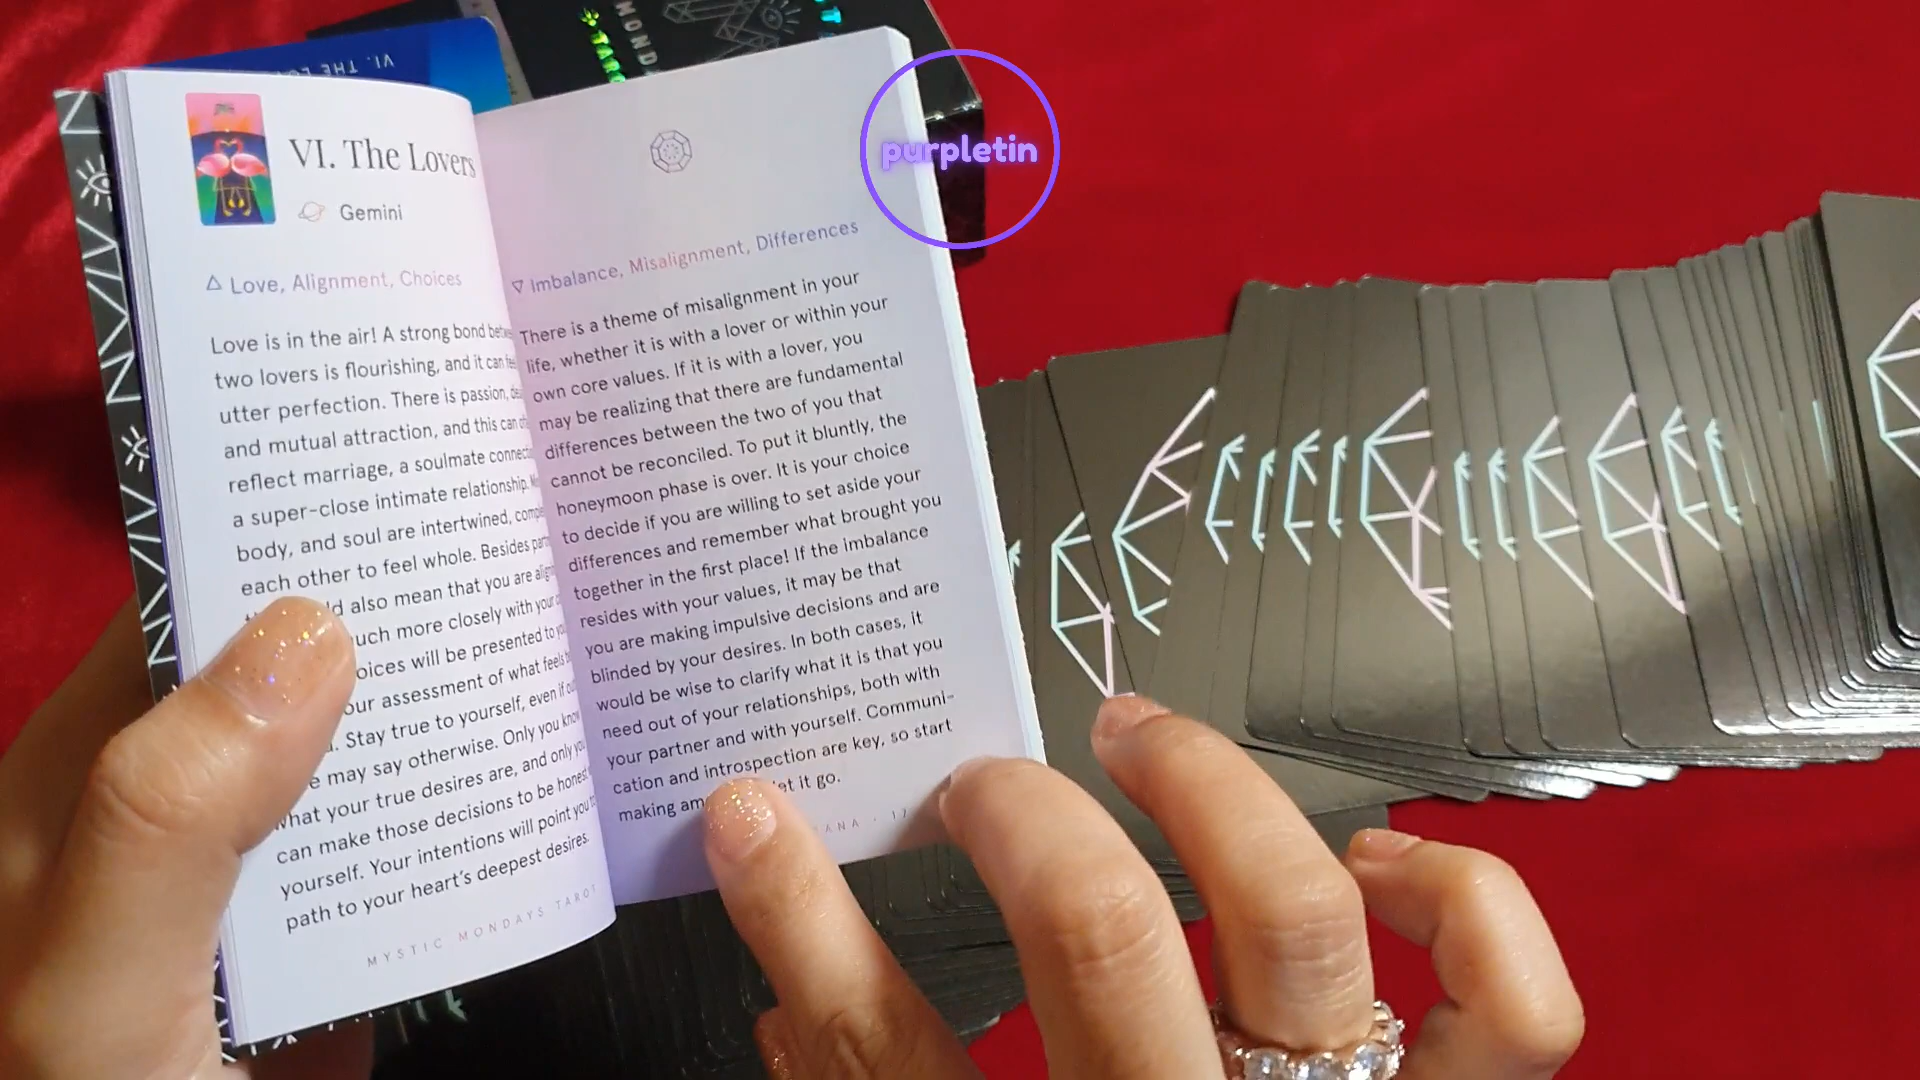 VI. THE LO
MOND
TARO
purpletin
VI. The Lovers
Gemini
Love, Alignment, Choices
Love is in the air! A strong bond
two lovers is flourishing, and it can
utter perfection. There is passion,
and mutual attraction, and this can
reflect marriage, a soulmate
a super-close intimate relationship.
body, and soul are intertwined,
each other to feel whole. Besides
also mean that you are
uch more closely with your
oices will be presented to
our assessment of what feels
. Stay true to yourself, even if
e may say otherwise. Only you know
what your true desires are, and only you
can make those decisions to be honest
yourself. Your intentions will point you
path to your heart's deepest desires.
MYSTIC MONDAYS TAROT
Imbalance, Misalignment, Differences
There is a theme of misalignment in your
life, whether it is with a lover or within your
own core values. If it is with a lover, you
may be realizing that there are fundamental
differences between the two of you that
cannot be reconciled. To put it bluntly, the
honeymoon phase is over. It is your choice
to decide if you are willing to set aside your
differences and remember what brought you
together in the first place! If the imbalance
resides with your values, it may be that
you are making impulsive decisions and are
blinded by your desires. In both cases, it
would be wise to clarify what it is that you
need out of your relationships, both with
your partner and with yourself. Communi-
cation and introspection are key, so start
making am et it go.
ANA · 1